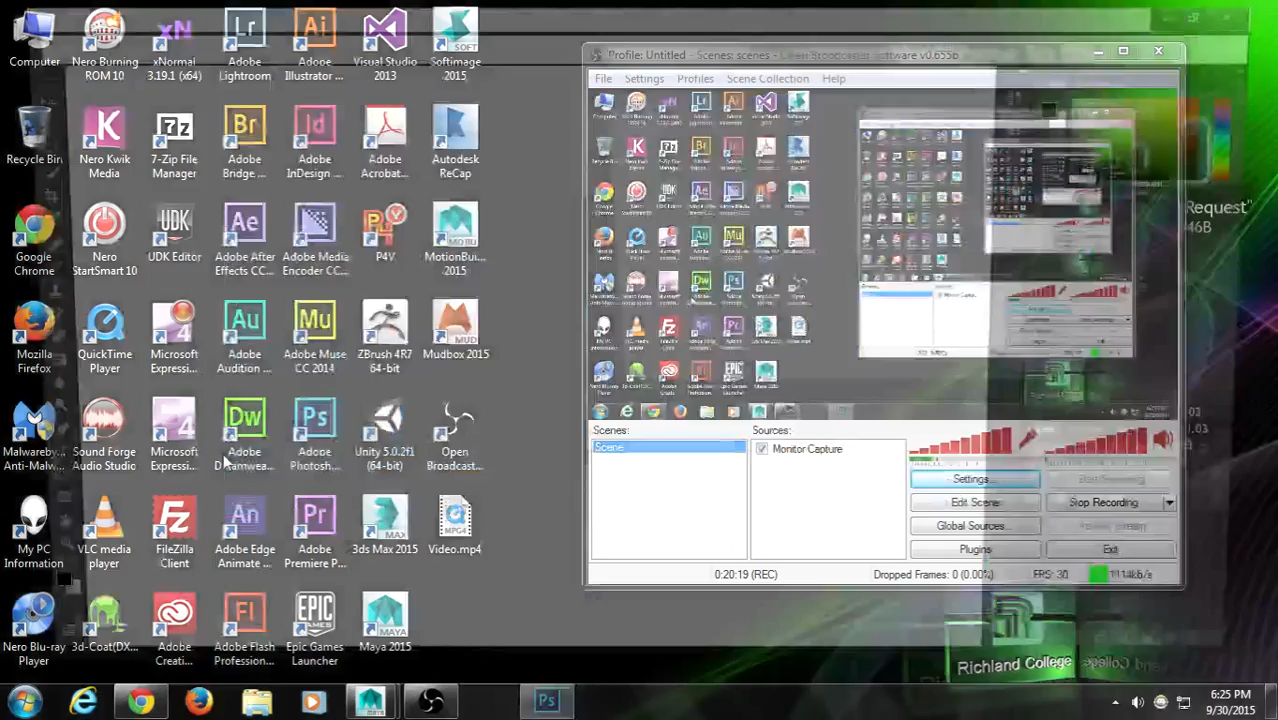 Computer
Nero Burning
ROM 10
xNormal
3.19.1 (x64)
Adobe
Lightroom
Adobe
Illustrator ...
Visual Studio
2013
Softimage
2015
Recycle Bin
Nero Kwik
Media
7-Zip File
Manager
Adobe
Bridge ...
Adobe
InDesign ...
Adobe
Acrobat...
Autodesk
ReCap
Google
Chrome
Nero
StartSmart 10
UDK Editor
Adobe After
Effects CC...
Adobe Media
Encoder CC...
P4V
MotionBui...
2015
Mozilla
Firefox
QuickTime
Player
Microsoft
Expressi...
Adobe
Audition ...
Adobe Muse
CC 2014
ZBrush 4R7
64-bit
Mudbox 2015
Malwareby...
Anti-Malw...
Sound Forge
Audio Studio
Microsoft
Expressi...
Adobe
Dreamwea...
Adobe
Photosh...
Unity 5.0.2f1
(64-bit)
Open
Broadcast...
My PC
Information
VLC media
player
FileZilla
Client
Adobe Edge
Animate ...
Adobe
Premiere P...
3ds Max 2015
Video.mp4
Nero Blu-ray
Player
3d-Coat(DX...
Adobe
Creati...
Adobe Flash
Profession...
Epic Games
Launcher
Maya 2015
Profile: Untitled - Scenes: scenes - Open Broadcaster Software v0.655b
File Settings Profiles Scene Collection Help
Request"
46B
Scenes:
Scene
Sources:
Monitor Capture
Settings...
Edit Scene
Stop Recording
Global Sources...
Plugins
Exit
0:20:19 (REC)
Dropped Frames: 0 (0.00%)
FPS: 30
1114kb/s
Richland College
6:25 PM
9/30/2015